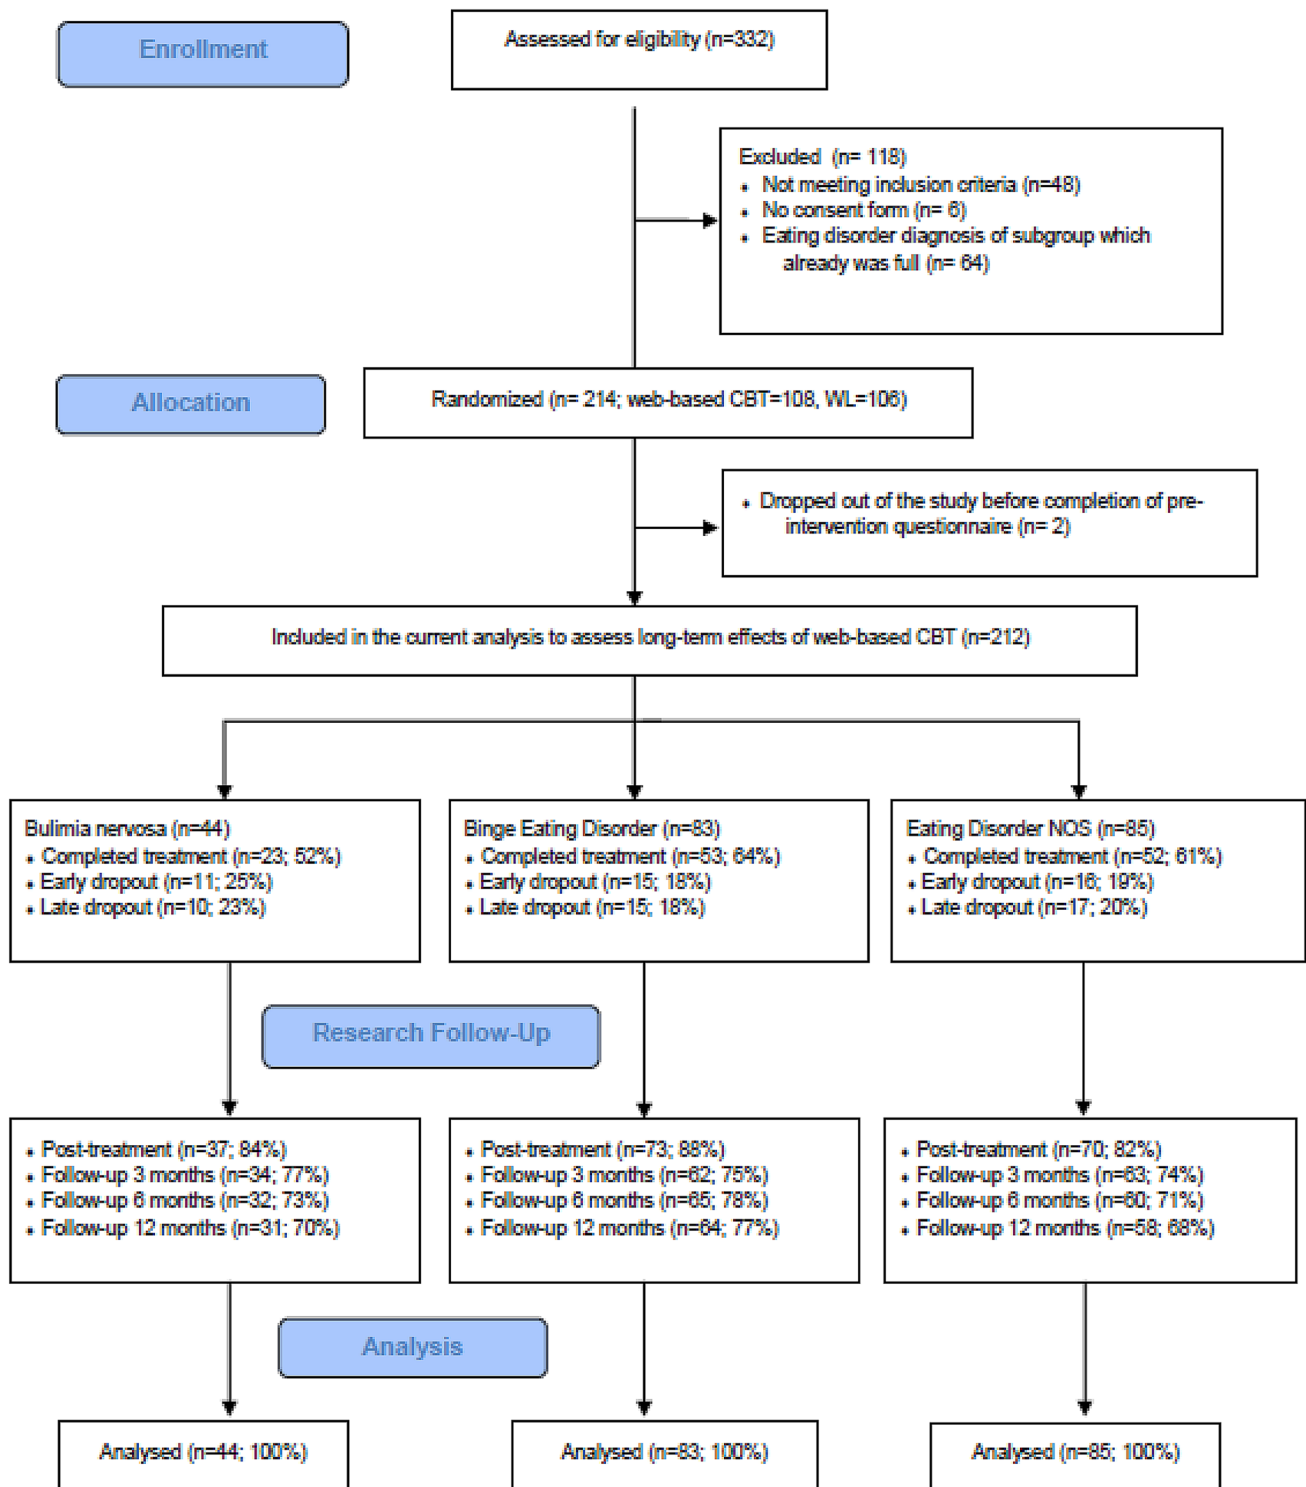 Enrollment
Assessed for eligibility (n=332)
Excluded (n= 118)
• Not meeting inclusion criteria (n=48)
• No consent form (n= 6)
• Eating disorder diagnosis of subgroup which
already was full (n= 64)
Allocation
Randomized (n= 214; web-based CBT=108, WL=106)
• Dropped out of the study before completion of pre-
intervention questionnaire (n= 2)
Included in the current analysis to assess long-term effects of web-based CBT (n=212)
Bulimia nervosa (n=44)
• Completed treatment (n=23; 52%)
• Early dropout (n=11; 25%)
• Late dropout (n=10; 23%)
Binge Eating Disorder (n=83)
• Completed treatment (n=53; 64%)
• Early dropout (n=15; 18%)
• Late dropout (n=15; 18%)
Eating Disorder NOS (n=85)
• Completed treatment (n=52; 61%)
• Early dropout (n=16; 19%)
• Late dropout (n=17; 20%)
Research Follow-Up
• Post-treatment (n=37; 84%)
• Follow-up 3 months (n=34; 77%)
• Follow-up 6 months (n=32; 73%)
• Follow-up 12 months (n=31; 70%)
• Post-treatment (n=73; 88%)
• Follow-up 3 months (n=62; 75%)
• Follow-up 6 months (n=65; 78%)
• Follow-up 12 months (n=64; 77%)
• Post-treatment (n=70; 82%)
• Follow-up 3 months (n=63; 74%)
• Follow-up 6 months (n=60; 71%)
• Follow-up 12 months (n=58; 68%)
Analysis
Analysed (n=44; 100%)
Analysed (n=83; 100%)
Analysed (n=85; 100%)